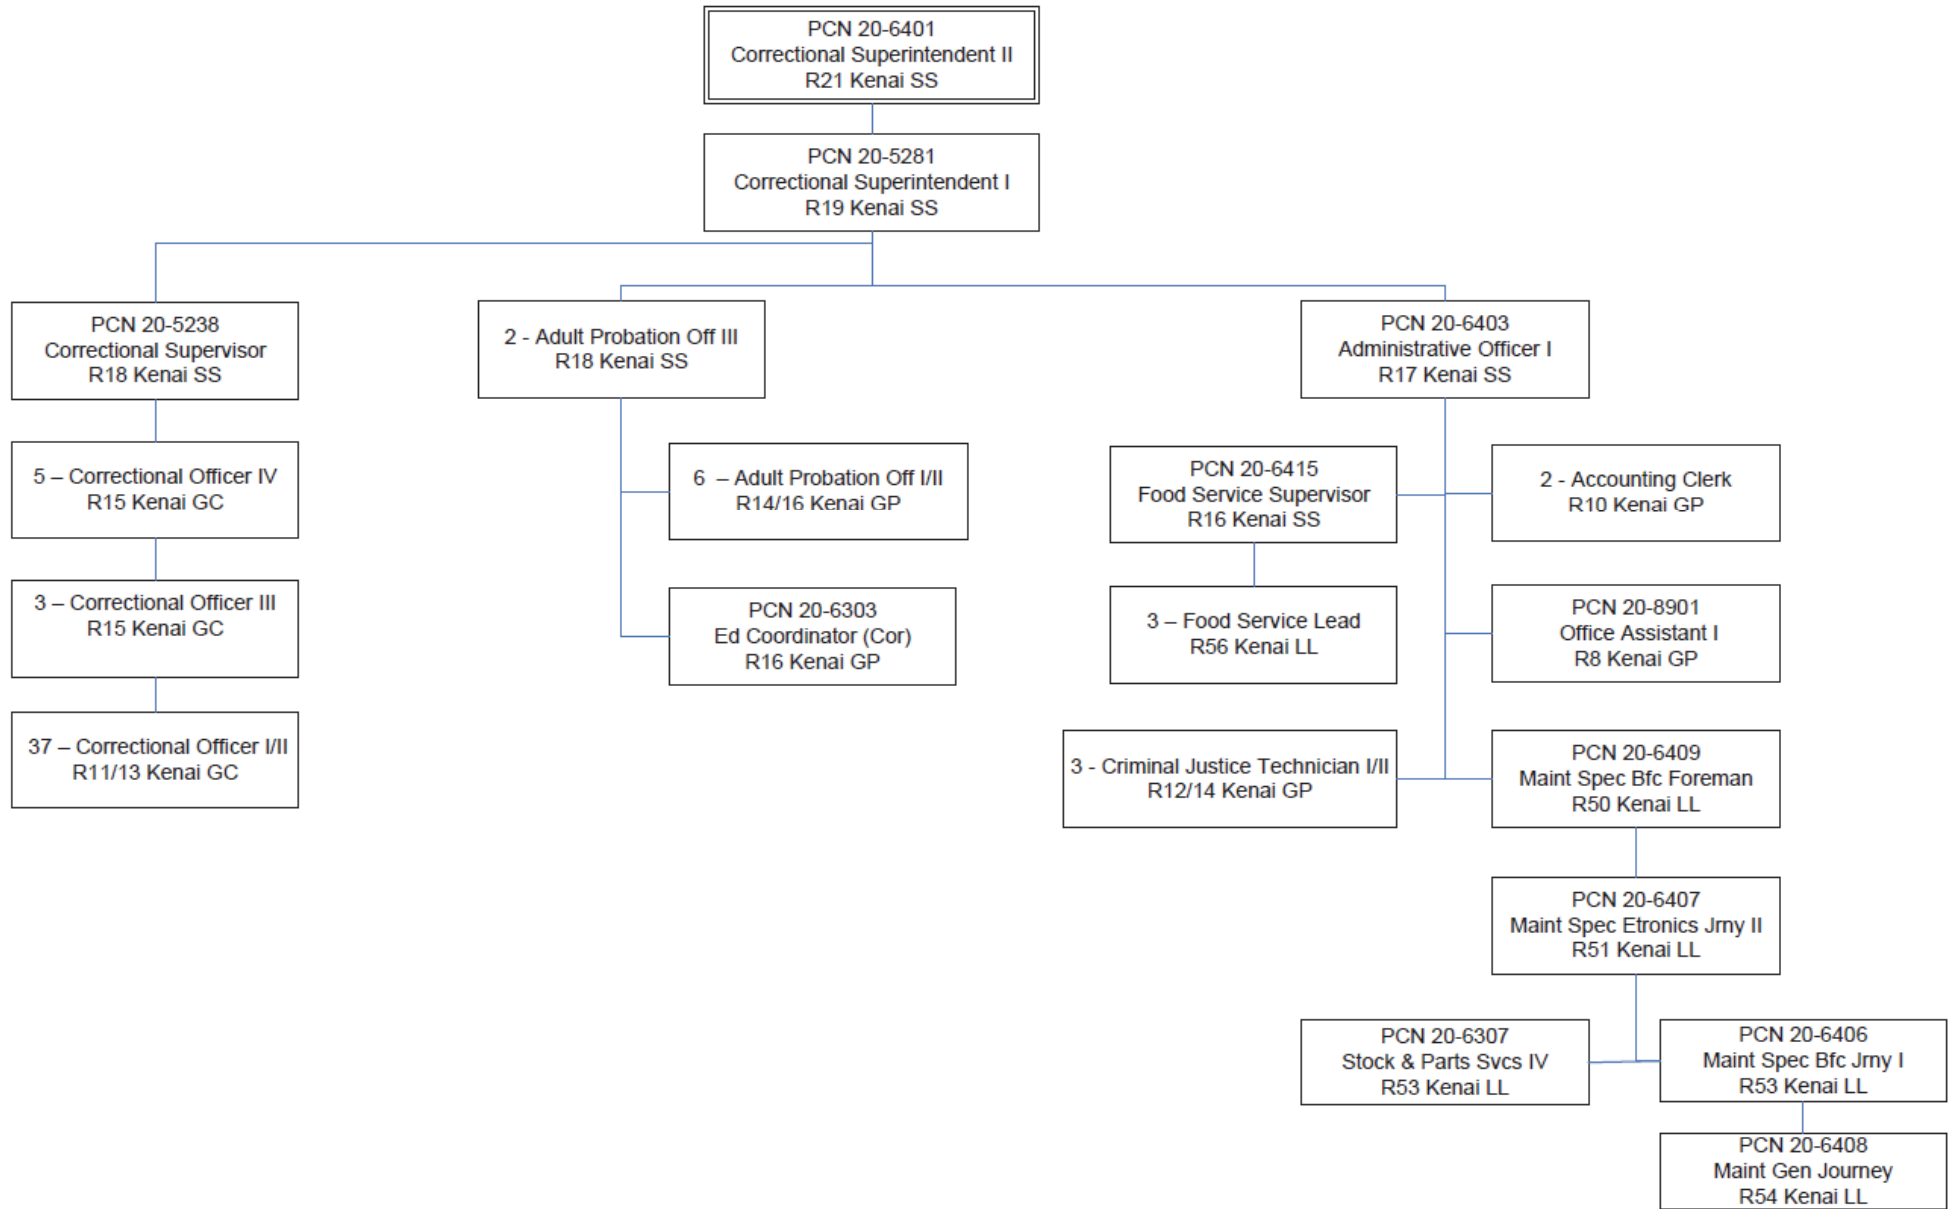 PCN 20-6401
Correctional Superintendent II
R21 Kenai SS
PCN 20-5281
Correctional Superintendent I
R19 Kenai SS
PCN 20-5238
Correctional Supervisor
R18 Kenai SS
2 - Adult Probation Off III
R18 Kenai SS
PCN 20-6403
Administrative Officer I
R17 Kenai SS
5 – Correctional Officer IV
R15 Kenai GC
6 – Adult Probation Off I/II
R14/16 Kenai GP
PCN 20-6415
Food Service Supervisor
R16 Kenai SS
2 - Accounting Clerk
R10 Kenai GP
3 – Correctional Officer III
R15 Kenai GC
PCN 20-6303
Ed Coordinator (Cor)
R16 Kenai GP
3 – Food Service Lead
R56 Kenai LL
PCN 20-8901
Office Assistant I
R8 Kenai GP
37 – Correctional Officer I/II
R11/13 Kenai GC
3 - Criminal Justice Technician I/II
R12/14 Kenai GP
PCN 20-6409
Maint Spec Bfc Foreman
R50 Kenai LL
PCN 20-6407
Maint Spec Etronics Jrny II
R51 Kenai LL
PCN 20-6307
Stock & Parts Svcs IV
R53 Kenai LL
PCN 20-6406
Maint Spec Bfc Jrny I
R53 Kenai LL
PCN 20-6408
Maint Gen Journey
R54 Kenai LL